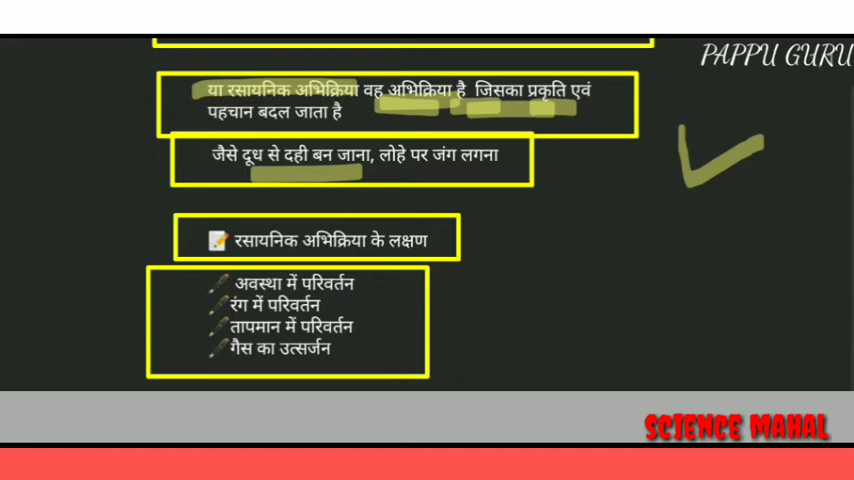 PAPPU GURU
या रसायनिक अभिक्रिया वह अभिक्रिया है जिसका प्रकृति एवं
पहचान बदल जाता है
जैसे दूध से दही बन जाना, लोहे पर जंग लगना
📝 रसायनिक अभिक्रिया के लक्षण
🖋️ अवस्था में परिवर्तन
🖋️रंग में परिवर्तन
🖋️तापमान में परिवर्तन
🖋️गैस का उत्सर्जन
SCIENCE MAHAL